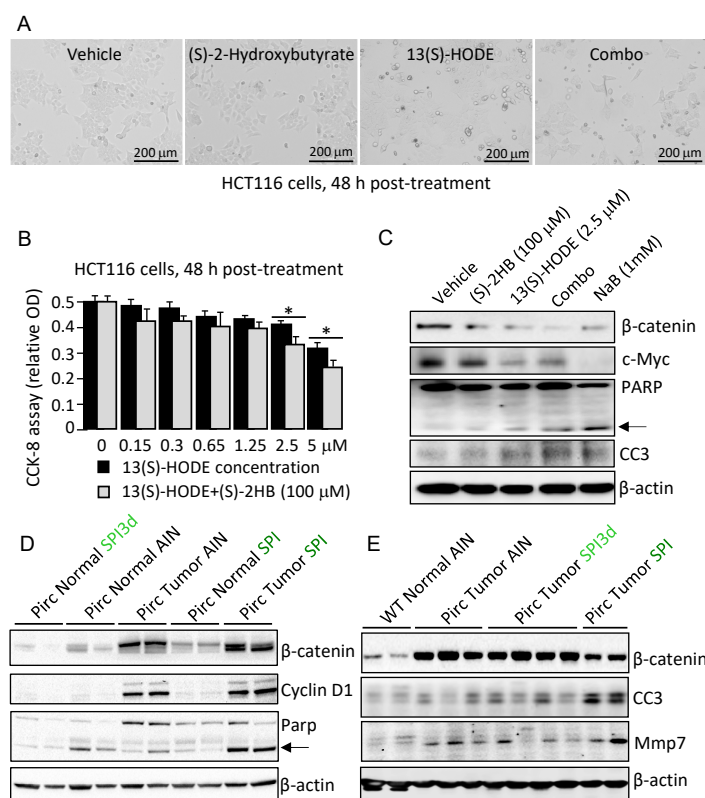 A
Vehicle
(S)-2-Hydroxybutyrate
13(S)-HODE
Combo
200 µm
200 µm
200 µm
200 µm
HCT116 cells, 48 h post-treatment
B
HCT116 cells, 48 h post-treatment
CCK-8 assay (relative OD)
0.5
0.4
0.3
0.2
0.1
0
0 0.15 0.3 0.65 1.25 2.5 5 µM
* *
13(S)-HODE concentration
13(S)-HODE+(S)-2HB (100 µM)
C
Vehicle
(S)-2HB (100 µM)
13(S)-HODE (2.5 µM)
Combo
NaB (1mM)
β-catenin
c-Myc
PARP
CC3
β-actin
D
Pirc Normal SPI3d
Pirc Normal AIN
Pirc Tumor AIN
Pirc Normal SPI
Pirc Tumor SPI
β-catenin
Cyclin D1
Parp
β-actin
E
WT Normal AIN
Pirc Tumor AIN
Pirc Tumor SPI3d
Pirc Tumor SPI
β-catenin
CC3
Mmp7
β-actin